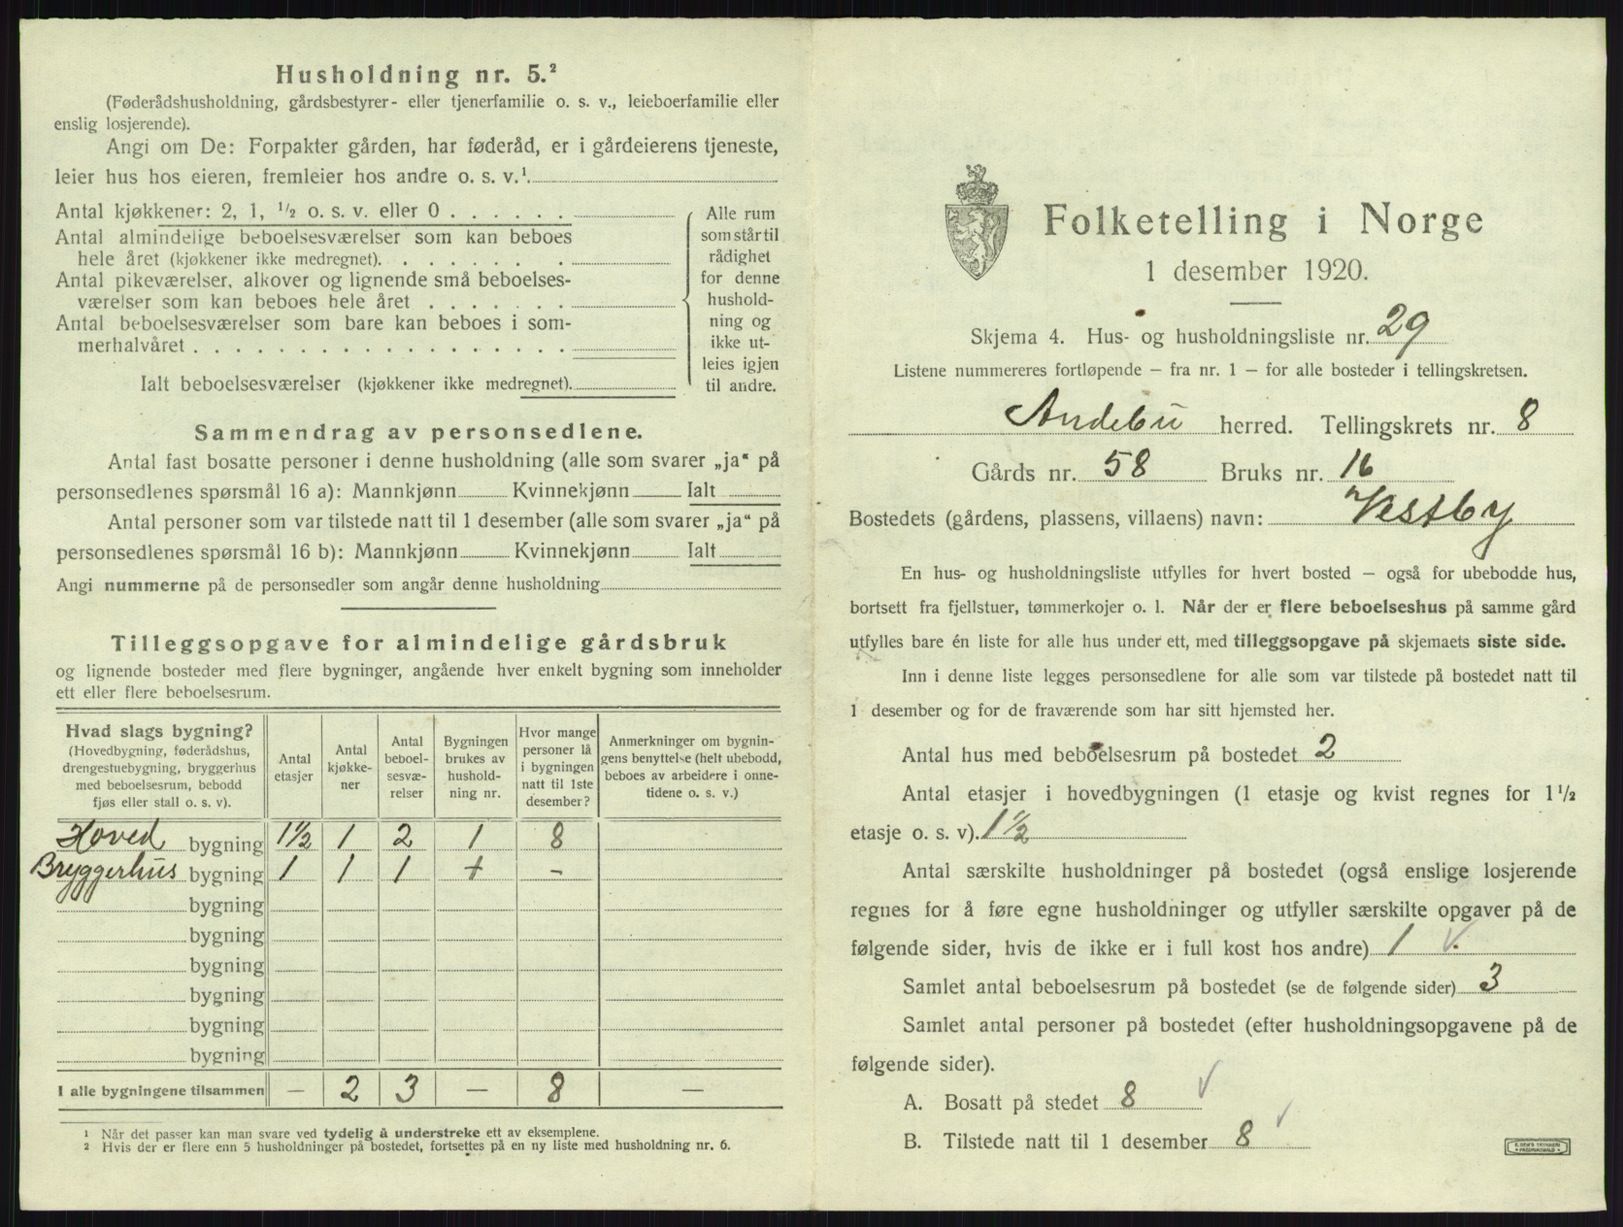 Husholdning nr. 5.²
(Føderådshusholdning, gårdsbestyrer- eller tjenerfamilie o. s. v., leieboerfamilie eller
enslig losjerende).
Angi om De: Forpakter gården, har føderåd, er i gårdeierens tjeneste,
leier hus hos eieren, fremleier hos andre o. s. v.¹
Antal kjøkkener: 2, 1, ½ o. s. v. eller 0 . . . . . .
Antal almindelige beboelsesværelser som kan beboes
hele året (kjøkkener ikke medregnet). . . . . . . .
Antal pikeværelser, alkover og lignende små beboelses-
værelser som kan beboes hele året . . . . . . .
Antal beboelsesværelser som bare kan beboes i som-
merhalvåret . . . . . . . . . . . . . . . . . .
Ialt beboelsesværelser (kjøkkener ikke medregnet).
Alle rum
som står til
rådighet
for denne
hushold-
ning og
ikke ut-
leies igjen
til andre.
Sammendrag av personsedlene.
Antal fast bosatte personer i denne husholdning (alle som svarer „ja“ på
personsedlenes spørsmål 16 a): Mannkjønn Kvinnekjønn Ialt
Antal personer som var tilstede natt til 1 desember (alle som svarer „ja“ på
personsedlenes spørsmål 16 b): Mannkjønn Kvinnekjønn Ialt
Angi nummerne på de personsedler som angår denne husholdning
Tilleggsopgave for almindelige gårdsbruk
og lignende bosteder med flere bygninger, angående hver enkelt bygning som inneholder
ett eller flere beboelsesrum.
Hvad slags bygning?
(Hovedbygning, føderådshus,
drengestuebygning, bryggerhus
med beboelsesrum, bebodd
fjøs eller stall o. s. v).
Antal
etasjer
Antal
kjøkke-
ner
Antal
beboel-
sesvæ-
relser
Bygningen
brukes av
hushold-
ning nr.
Hvor mange
personer lå
i bygningen
natt til 1ste
desember?
Anmerkninger om bygnin-
gens benyttelse (helt ubebodd,
beboes av arbeidere i onne-
tidene o. s. v.)
Hoved bygning 1½ 1 2 1 8
Bryggerhus bygning 1 1 1 + -
bygning
bygning
bygning
bygning
bygning
bygning
I alle bygningene tilsammen — 2 3 — 8 —
¹ Når det passer kan man svare ved tydelig å understreke ett av eksemplene.
² Hvis der er flere enn 5 husholdninger på bostedet, fortsettes på en ny liste med husholdning nr. 6.
Folketelling i Norge
1 desember 1920.
Skjema 4. Hus- og husholdningsliste nr. 29
Listene nummereres fortløpende — fra nr. 1 — for alle bosteder i tellingskretsen.
Andebu herred. Tellingskrets nr. 8
Gårds nr. 58 Bruks nr. 16
Bostedets (gårdens, plassens, villaens) navn: Vestby
En hus- og husholdningsliste utfylles for hvert bosted — også for ubebodde hus,
bortsett fra fjellstuer, tømmerkojer o. l. Når der er flere beboelseshus på samme gård
utfylles bare én liste for alle hus under ett, med tilleggsopgave på skjemaets siste side.
Inn i denne liste legges personsedlene for alle som var tilstede på bostedet natt til
1 desember og for de fraværende som har sitt hjemsted her.
Antal hus med beboelsesrum på bostedet 2
Antal etasjer i hovedbygningen (1 etasje og kvist regnes for 1½
etasje o. s. v). 1½
Antal særskilte husholdninger på bostedet (også enslige losjerende
regnes for å føre egne husholdninger og utfyller særskilte opgaver på de
følgende sider, hvis de ikke er i full kost hos andre) 1 ✓
Samlet antal beboelsesrum på bostedet (se de følgende sider) 3
Samlet antal personer på bostedet (efter husholdningsopgavene på de
følgende sider).
A. Bosatt på stedet 8 ✓
B. Tilstede natt til 1 desember 8 ✓